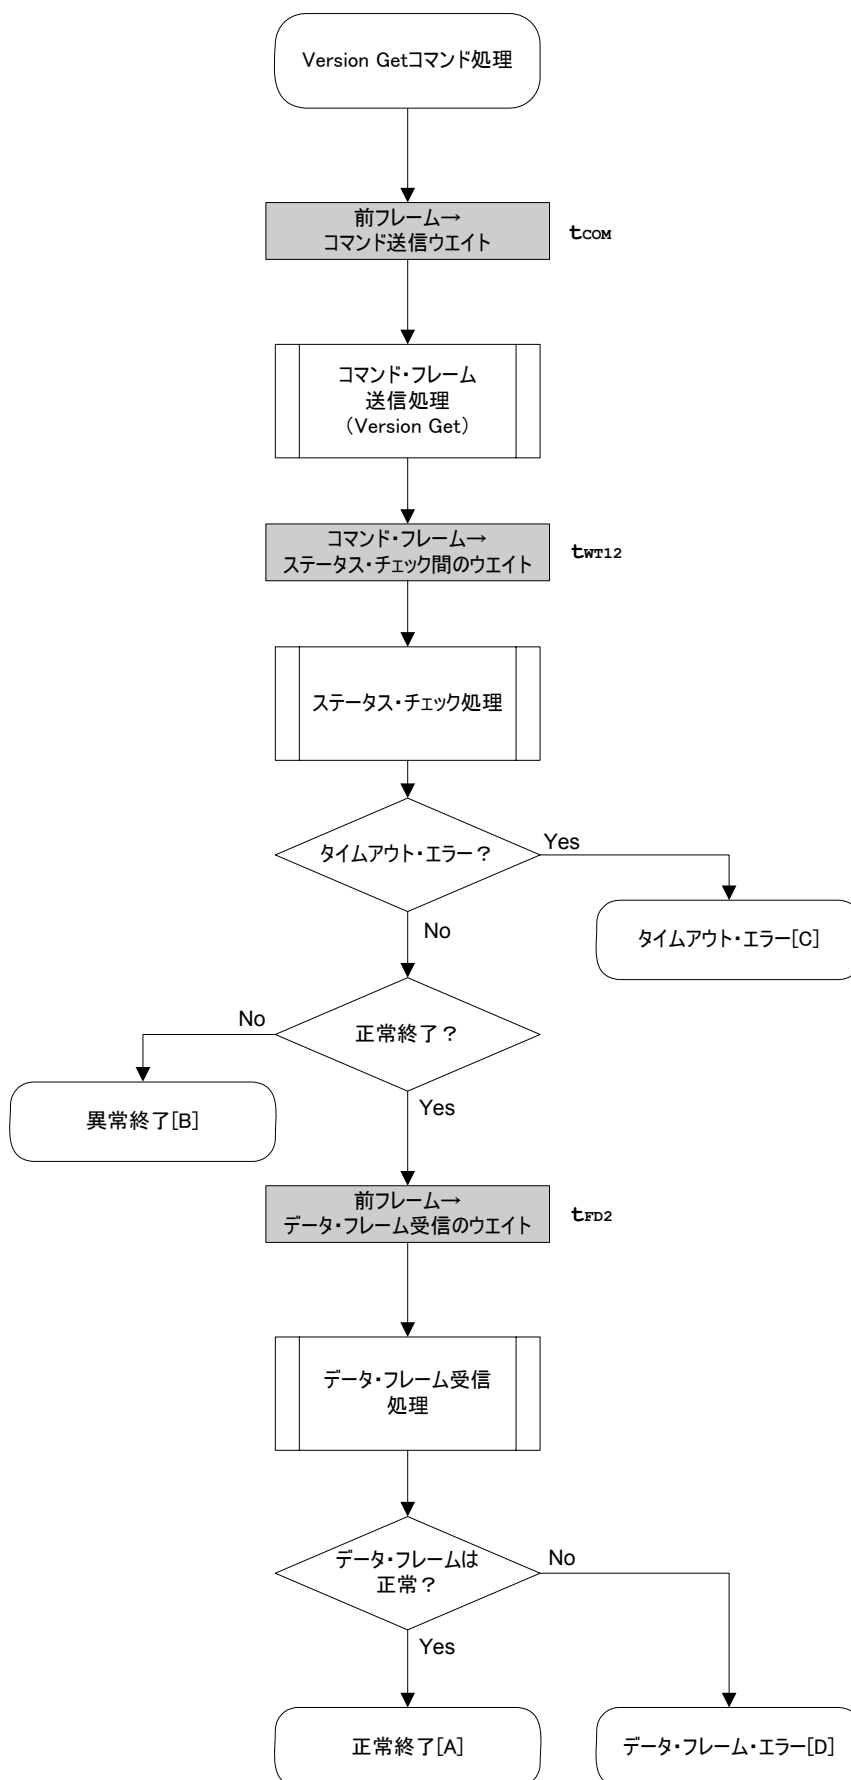 Version Getコマンド処理
前フレーム→
コマンド送信ウエイト
tCOM
コマンド・フレーム
送信処理
（Version Get）
コマンド・フレーム→
ステータス・チェック間のウエイト
tWT12
ステータス・チェック処理
タイムアウト・エラー？
Yes
タイムアウト・エラー[C]
No
正常終了？
No
異常終了[B]
Yes
前フレーム→
データ・フレーム受信のウエイト
tFD2
データ・フレーム受信
処理
データ・フレームは
正常？
No
Yes
正常終了[A]
データ・フレーム・エラー[D]